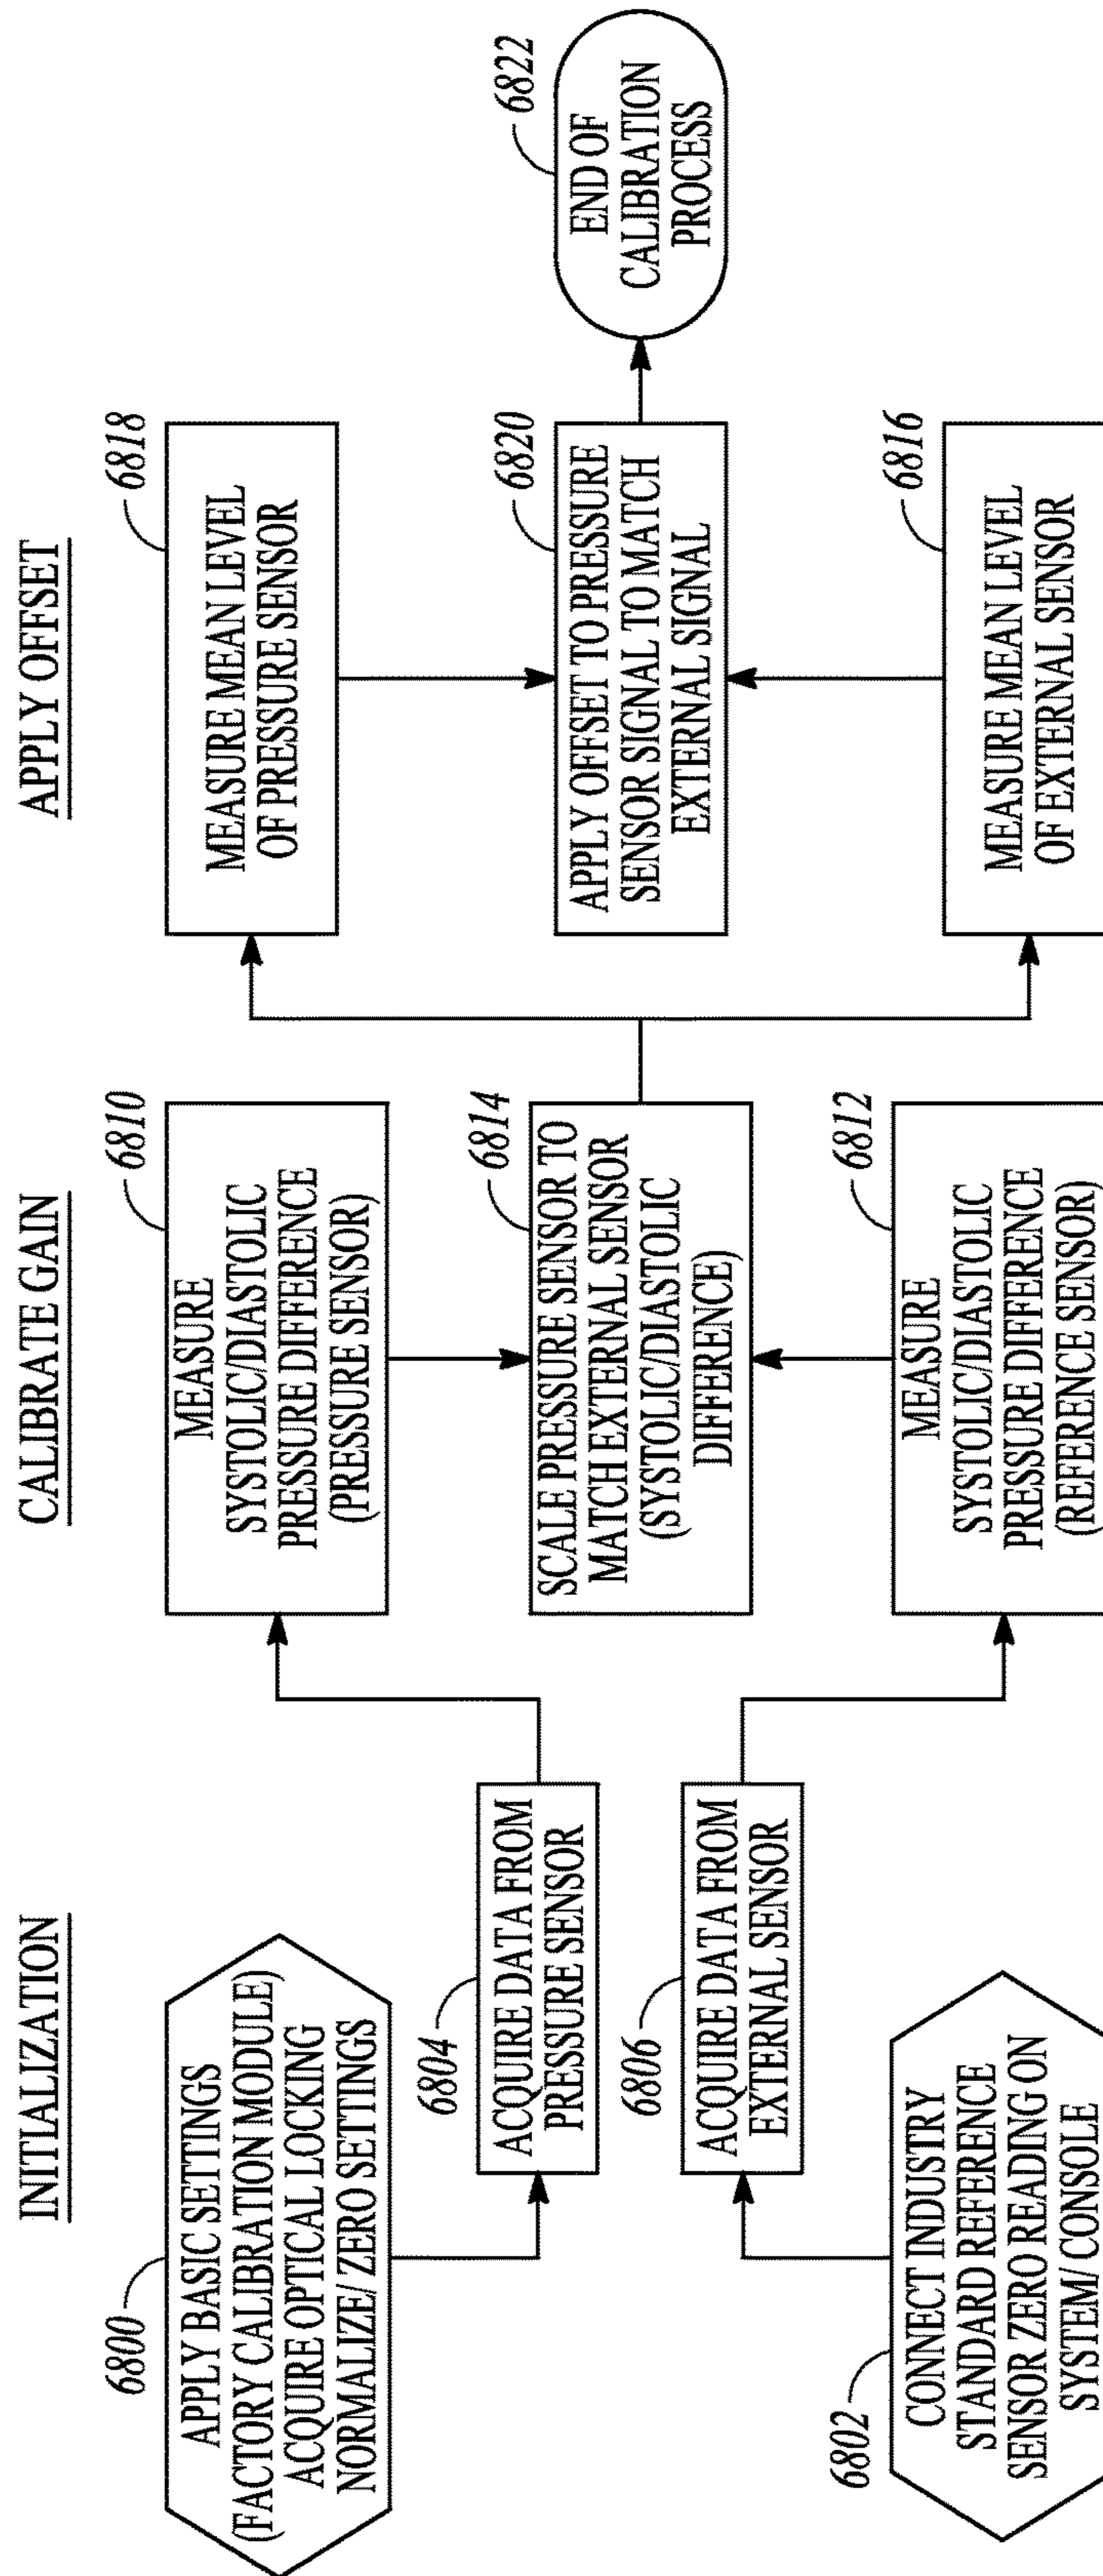 INITIALIZATION
6800
APPLY BASIC SETTINGS
(FACTORY CALIBRATION MODULE)
ACQUIRE OPTICAL LOCKING
NORMALIZE/ ZERO SETTINGS
6804
ACQUIRE DATA FROM
PRESSURE SENSOR
6806
ACQUIRE DATA FROM
EXTERNAL SENSOR
6802
CONNECT INDUSTRY
STANDARD REFERENCE
SENSOR ZERO READING ON
SYSTEM/ CONSOLE
CALIBRATE GAIN
6810
MEASURE
SYSTOLIC/DIASTOLIC
PRESSURE DIFFERENCE
(PRESSURE SENSOR)
6814
SCALE PRESSURE SENSOR TO
MATCH EXTERNAL SENSOR
(SYSTOLIC/DIASTOLIC
DIFFERENCE)
6812
MEASURE
SYSTOLIC/DIASTOLIC
PRESSURE DIFFERENCE
(REFERENCE SENSOR)
APPLY OFFSET
6818
MEASURE MEAN LEVEL
OF PRESSURE SENSOR
6820
APPLY OFFSET TO PRESSURE
SENSOR SIGNAL TO MATCH
EXTERNAL SIGNAL
6816
MEASURE MEAN LEVEL
OF EXTERNAL SENSOR
6822
END OF
CALIBRATION
PROCESS